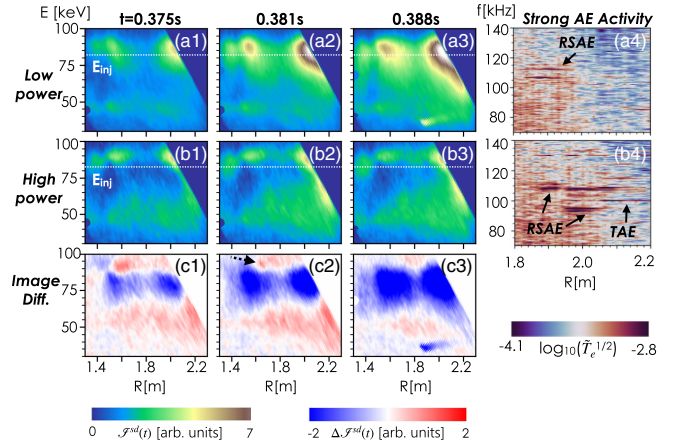 E [keV] t=0.375s 0.381s 0.388s f[kHz] Strong AE Activity
100 (a1) (a2) (a3) 140 RSAE (a4)
Low power 75 E_inj 120
50 100
80
100 (b1) (b2) (b3) 140 (b4)
High power 75 E_inj 120
50 100
80 RSAE TAE
100 (c1) (c2) (c3) 1.8 2.0 2.2
Image Diff. 75 R[m]
50
1.4 1.8 2.2 1.4 1.8 2.2 1.4 1.8 2.2
R[m] R[m] R[m]
-4.1 log₁₀(T̃ₑ^1/2) -2.8
0 𝒥^sd(t) [arb. units] 7 -2 Δ𝒥^sd(t) [arb. units] 2